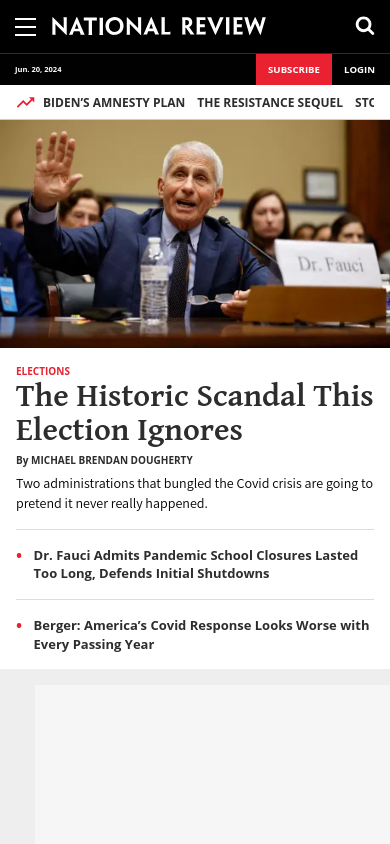 NATIONAL REVIEW
Jun. 20, 2024
SUBSCRIBE
LOGIN
BIDEN'S AMNESTY PLAN THE RESISTANCE SEQUEL STO
Dr. Fauci
ELECTIONS
The Historic Scandal This
Election Ignores
By MICHAEL BRENDAN DOUGHERTY
Two administrations that bungled the Covid crisis are going to
pretend it never really happened.
• Dr. Fauci Admits Pandemic School Closures Lasted
Too Long, Defends Initial Shutdowns
• Berger: America's Covid Response Looks Worse with
Every Passing Year